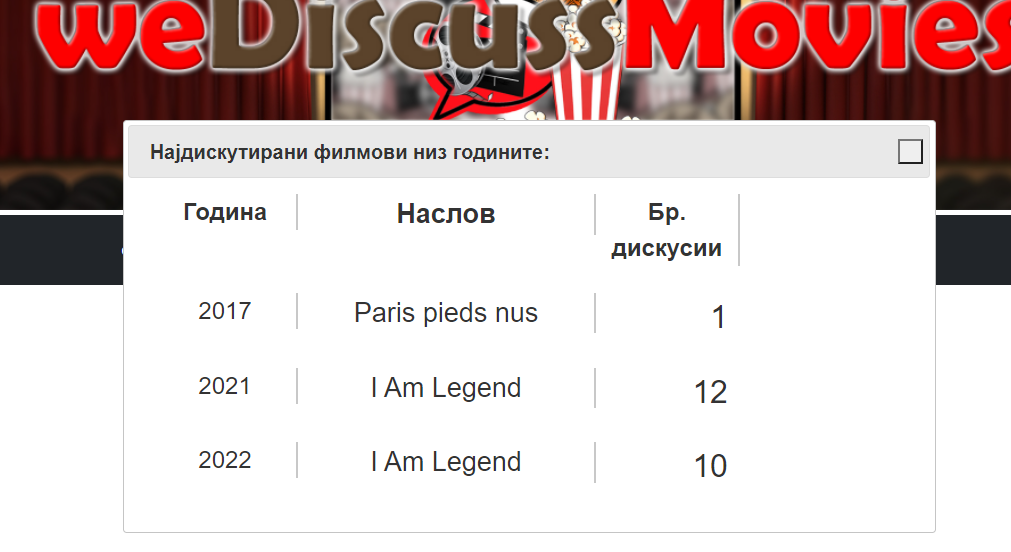 weDiscussMovies
Најдискутирани филмови низ годините:
Година Наслов Бр.
дискусии
2017 Paris pieds nus 1
2021 I Am Legend 12
2022 I Am Legend 10